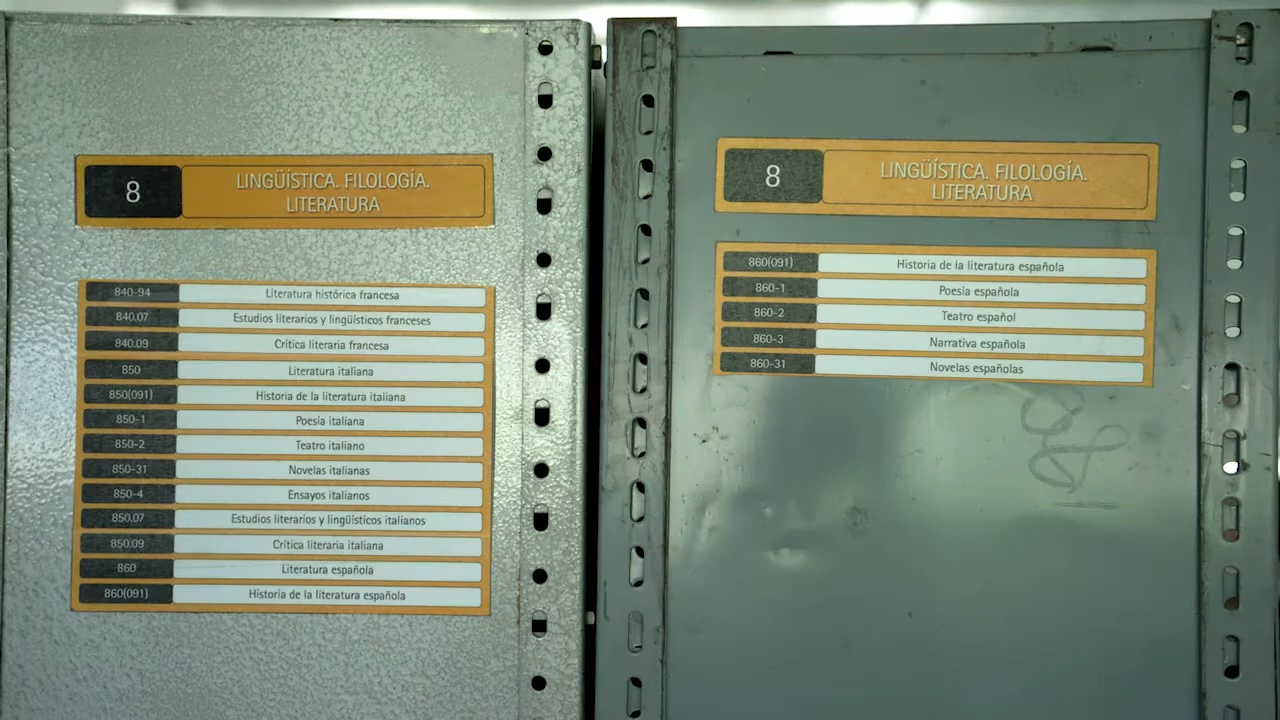 8
LINGÜÍSTICA. FILOLOGÍA.
LITERATURA
840-94 Literatura histórica francesa
840.07 Estudios literarios y lingüísticos franceses
840.09 Crítica literaria francesa
850 Literatura italiana
850(091) Historia de la literatura italiana
850-1 Poesía italiana
850-2 Teatro italiano
850-31 Novelas italianas
850-4 Ensayos italianos
850.07 Estudios literarios y lingüísticos italianos
850.09 Crítica literaria italiana
860 Literatura española
860(091) Historia de la literatura española
8
LINGÜÍSTICA. FILOLOGÍA.
LITERATURA
860(091) Historia de la literatura española
860-1 Poesía española
860-2 Teatro español
860-3 Narrativa española
860-31 Novelas españolas